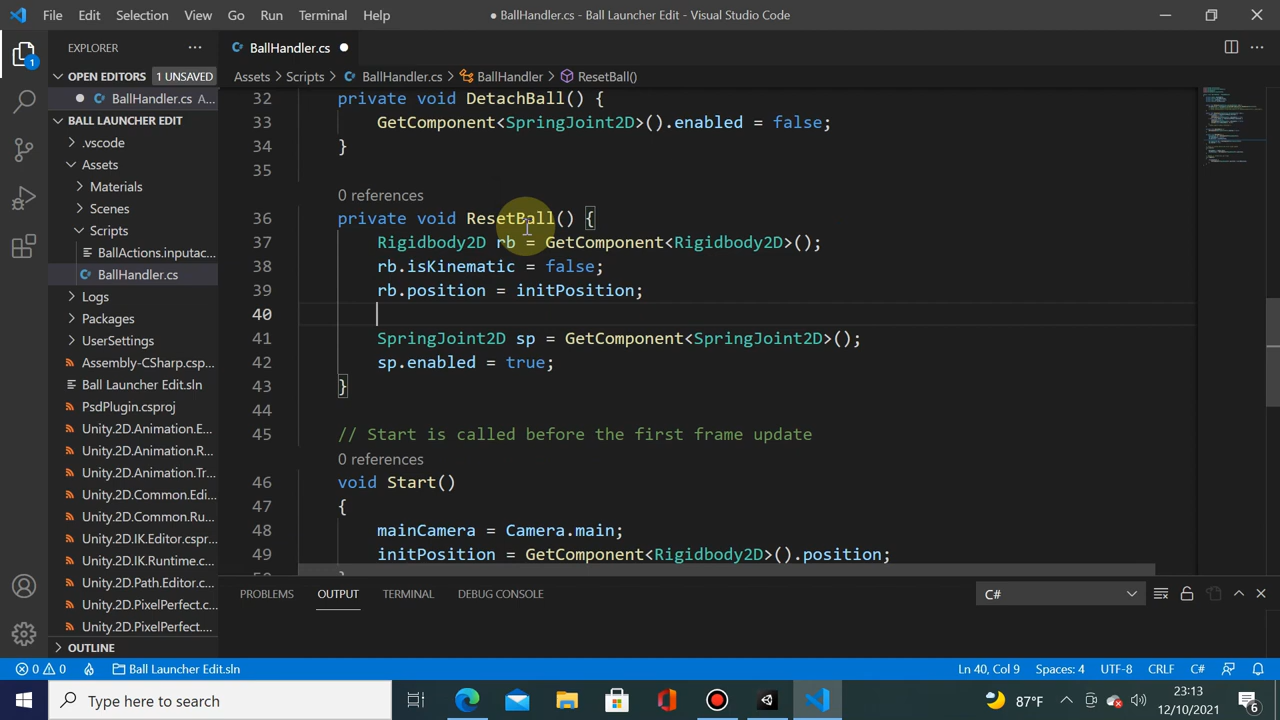 File Edit Selection View Go Run Terminal Help
● BallHandler.cs - Ball Launcher Edit - Visual Studio Code
EXPLORER ···
BallHandler.cs ●
OPEN EDITORS 1 UNSAVED
● BallHandler.cs A...
BALL LAUNCHER EDIT
.vscode
Assets
Materials
Scenes
Scripts
BallActions.inputac...
BallHandler.cs
Logs
Packages
UserSettings
Assembly-CSharp.csp...
Ball Launcher Edit.sln
PsdPlugin.csproj
Unity.2D.Animation.E...
Unity.2D.Animation.R...
Unity.2D.Animation.Tr...
Unity.2D.Common.Edi...
Unity.2D.Common.Ru...
Unity.2D.IK.Editor.cspr...
Unity.2D.IK.Runtime.c...
Unity.2D.Path.Editor.c...
Unity.2D.PixelPerfect.c...
Unity.2D.PixelPerfect...
OUTLINE
1
Assets > Scripts > BallHandler.cs > BallHandler > ResetBall()
32 private void DetachBall() {
33 GetComponent<SpringJoint2D>().enabled = false;
34 }
35
0 references
36 private void ResetBall() {
37 Rigidbody2D rb = GetComponent<Rigidbody2D>();
38 rb.isKinematic = false;
39 rb.position = initPosition;
40
41 SpringJoint2D sp = GetComponent<SpringJoint2D>();
42 sp.enabled = true;
43 }
44
45 // Start is called before the first frame update
0 references
46 void Start()
47 {
48 mainCamera = Camera.main;
49 initPosition = GetComponent<Rigidbody2D>().position;
PROBLEMS OUTPUT TERMINAL DEBUG CONSOLE C#
0 0 Ball Launcher Edit.sln Ln 40, Col 9 Spaces: 4 UTF-8 CRLF C#
Type here to search
87°F
23:13
12/10/2021
6